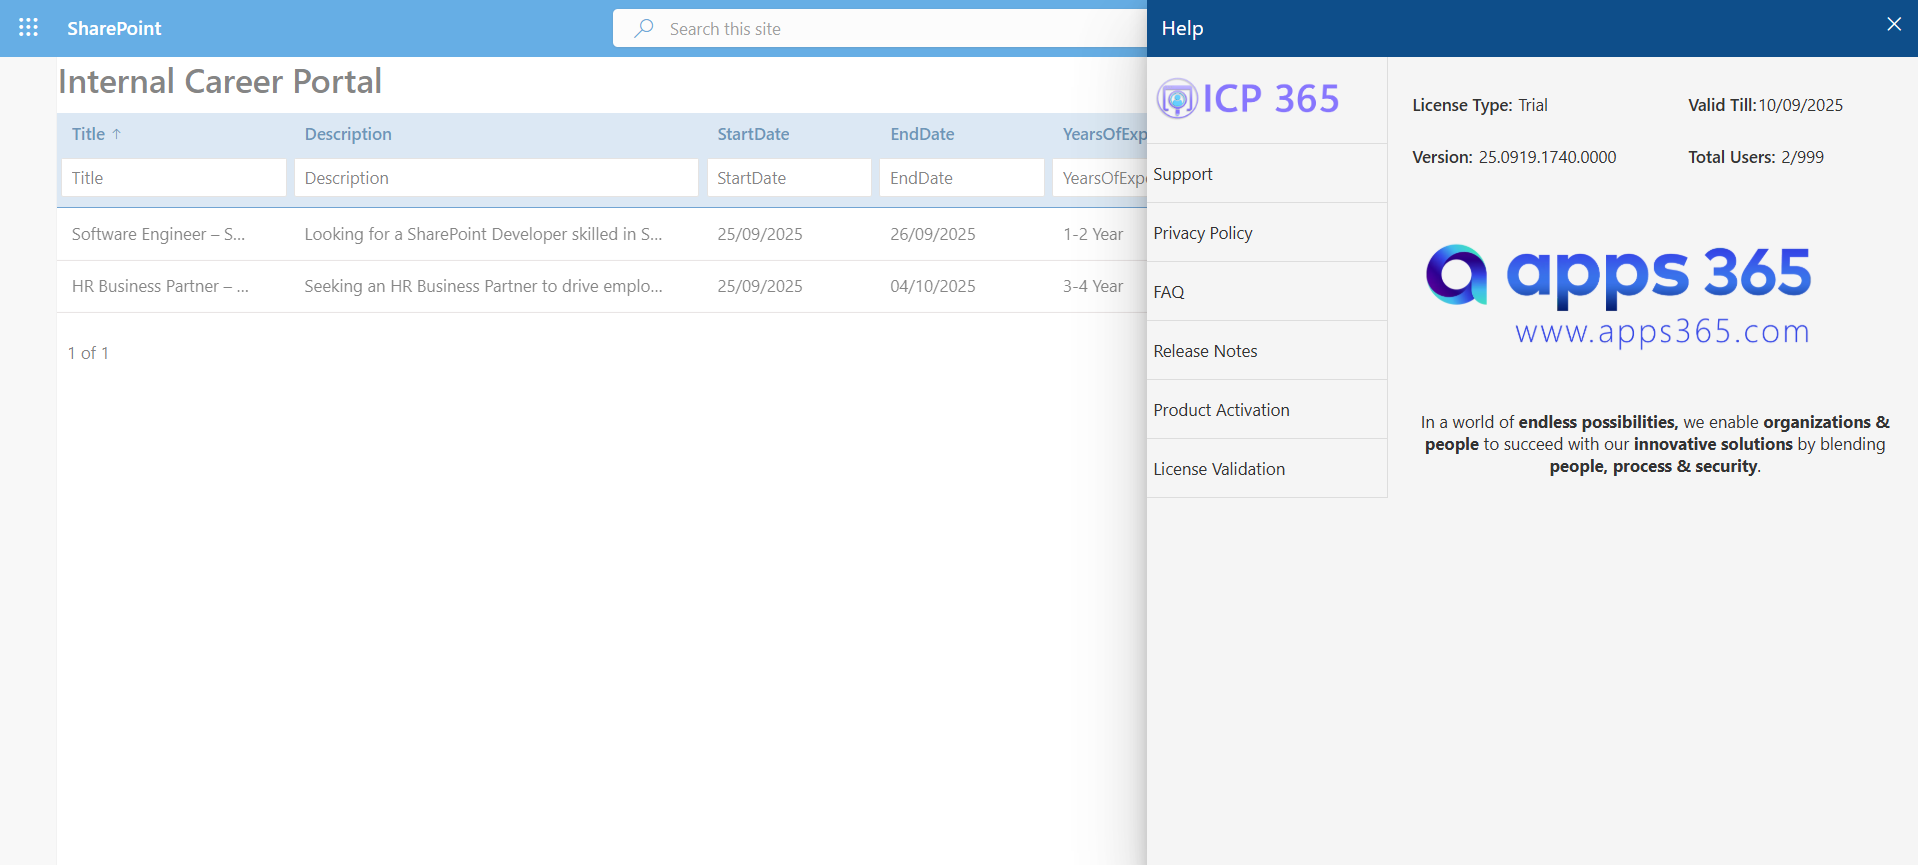 SharePoint
Search this site
Internal Career Portal
Title ↑ Description StartDate EndDate YearsOfExp
Title Description StartDate EndDate YearsOfExpe
Software Engineer – S... Looking for a SharePoint Developer skilled in S... 25/09/2025 26/09/2025 1-2 Year
HR Business Partner – ... Seeking an HR Business Partner to drive emplo... 25/09/2025 04/10/2025 3-4 Year
1 of 1
Help
ICP 365
Support
Privacy Policy
FAQ
Release Notes
Product Activation
License Validation
License Type: Trial Valid Till:10/09/2025
Version: 25.0919.1740.0000 Total Users: 2/999
apps 365
www.apps365.com
In a world of endless possibilities, we enable organizations &
people to succeed with our innovative solutions by blending
people, process & security.